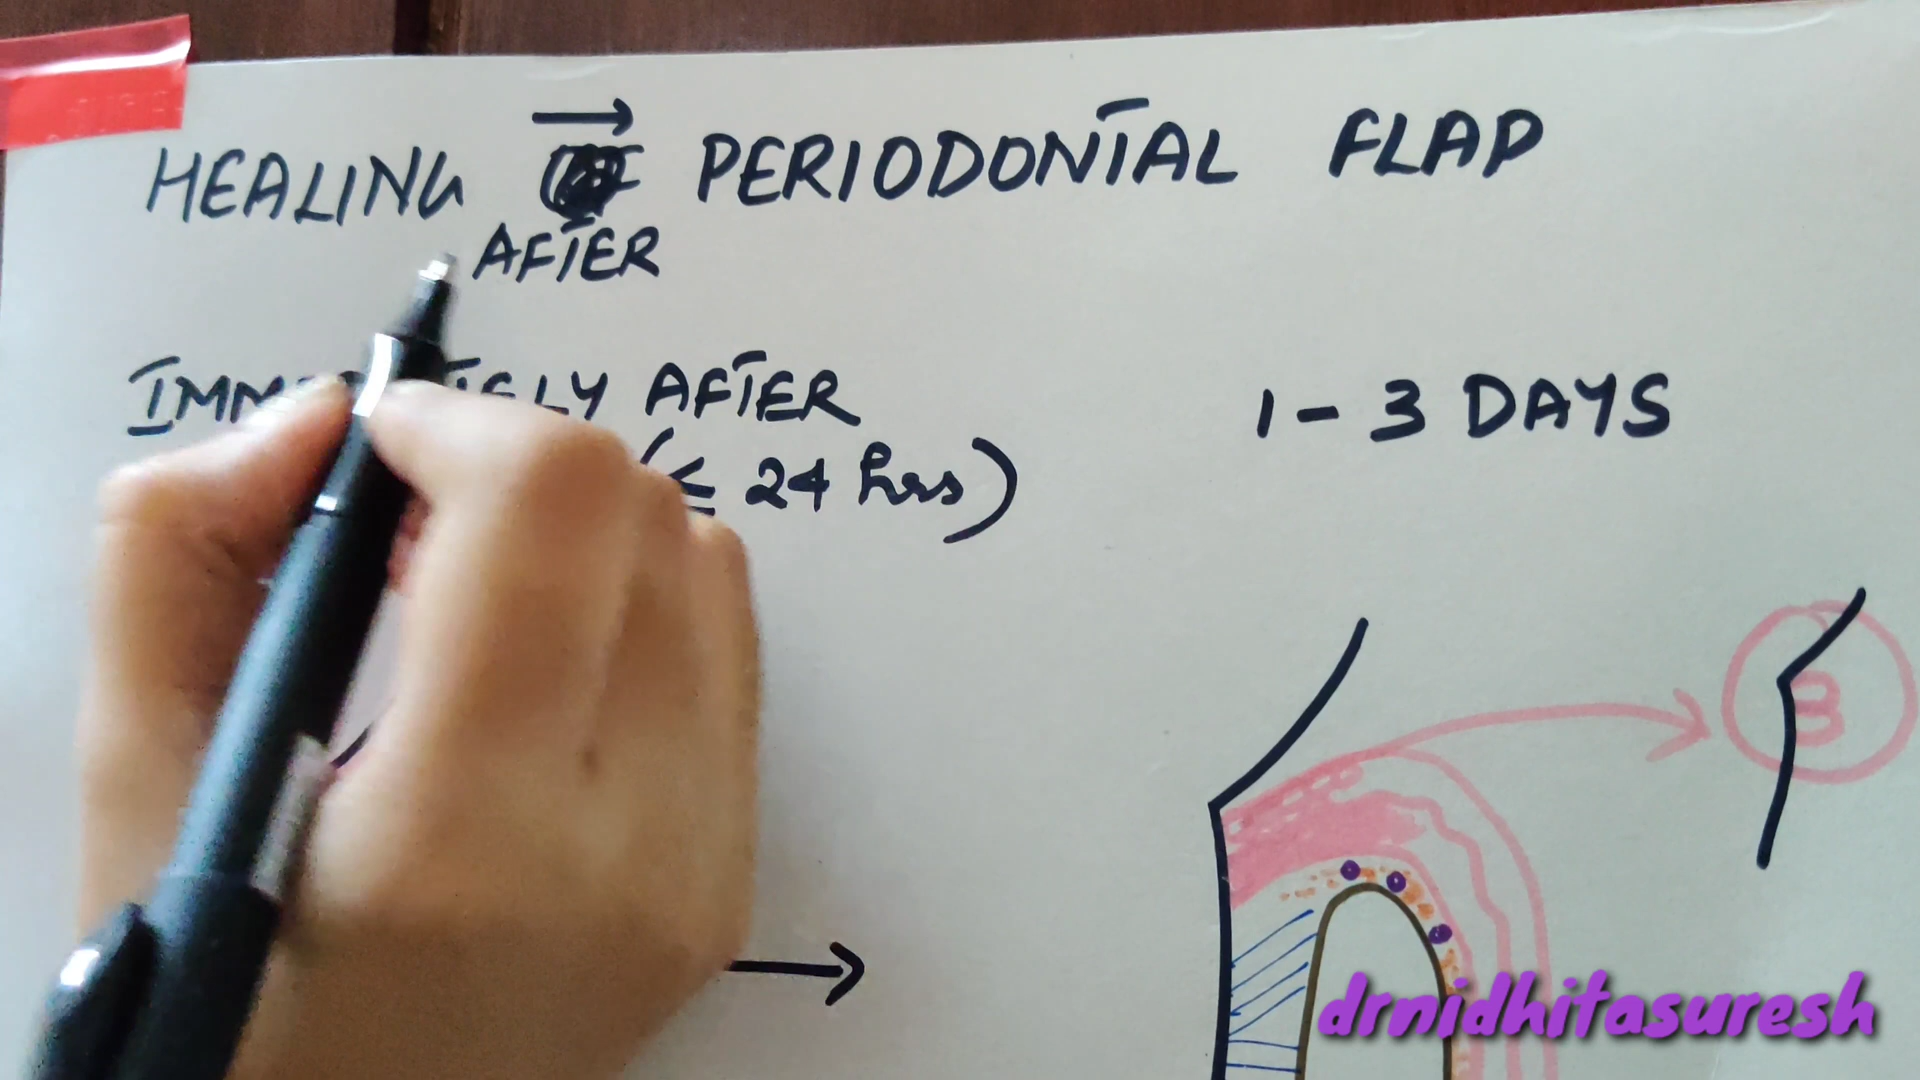 HEALING → PERIODONTAL FLAP
AFTER
AFTER
(≤ 24 hrs)
1 - 3 DAYS
B
drnidhitasuresh